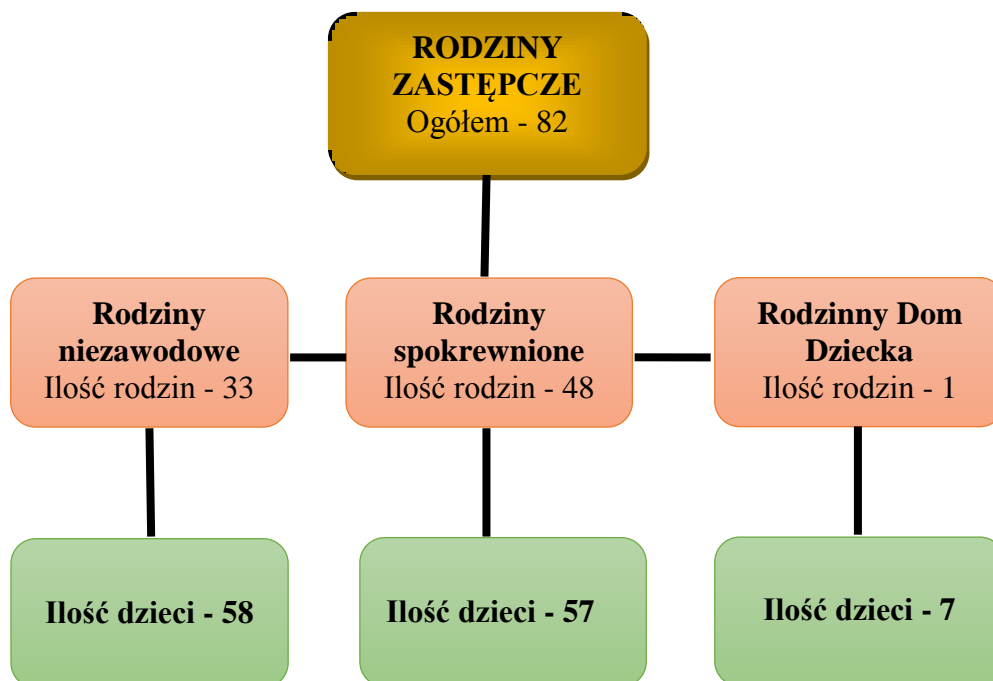 RODZINY
ZASTĘPCZE
Ogółem - 82
Rodziny
niezawodowe
Ilość rodzin - 33
Rodziny
spokrewnione
Ilość rodzin - 48
Rodzinny Dom
Dziecka
Ilość rodzin - 1
Ilość dzieci - 58
Ilość dzieci - 57
Ilość dzieci - 7